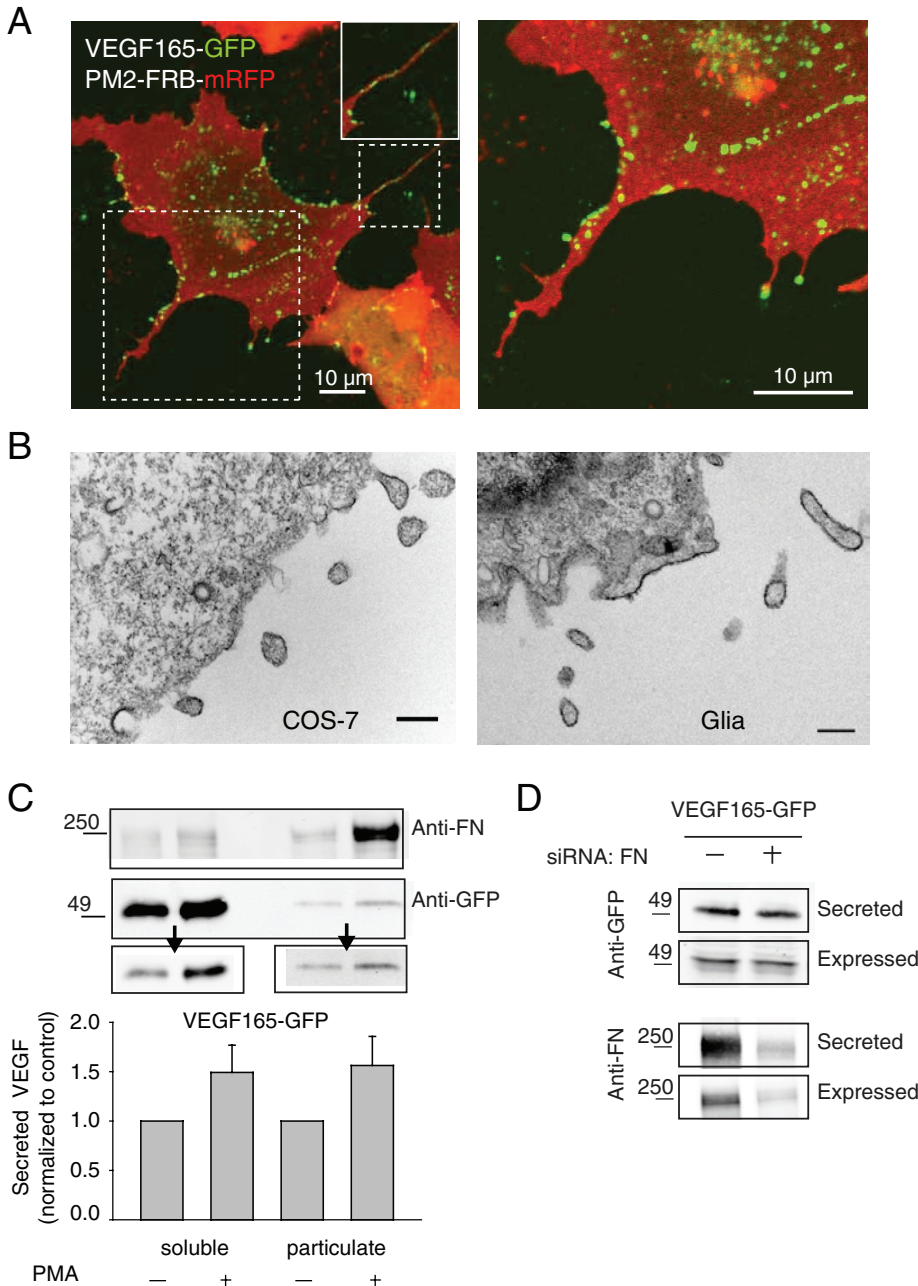 A
VEGF165-GFP
PM2-FRB-mRFP
10 µm
10 µm
B
COS-7
Glia
C
250
Anti-FN
49
Anti-GFP
VEGF165-GFP
Secreted VEGF
(normalized to control)
2.0
1.5
1.0
0.5
0.0
soluble
particulate
PMA
— + — +
D
VEGF165-GFP
siRNA: FN — +
Anti-GFP
49
Secreted
49
Expressed
Anti-FN
250
Secreted
250
Expressed